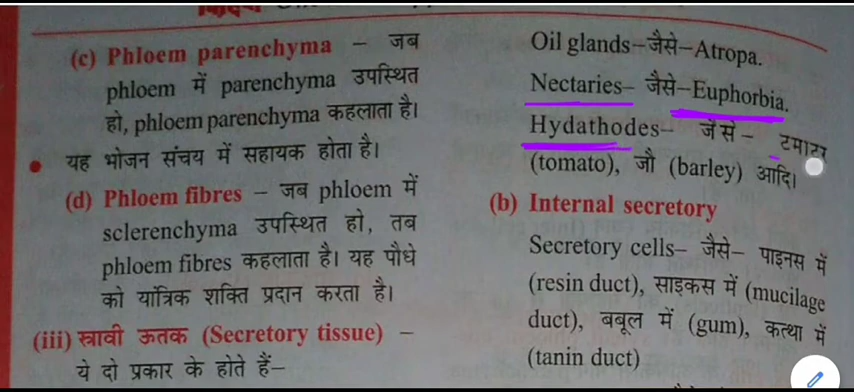 (c) Phloem parenchyma – जब
phloem में parenchyma उपस्थित
हो, phloem parenchyma कहलाता है।
यह भोजन संचय में सहायक होता है।
(d) Phloem fibres – जब phloem में
sclerenchyma उपस्थित हो, तब
phloem fibres कहलाता है। यह पौधे
को यांत्रिक शक्ति प्रदान करता है।
(iii) स्त्रावी ऊतक (Secretory tissue) –
ये दो प्रकार के होते हैं–
Oil glands–जैसे–Atropa.
Nectaries– जैसे–Euphorbia.
Hydathodes– जैसे– टमाटर
(tomato), जौ (barley) आदि।
(b) Internal secretory
Secretory cells– जैसे– पाइनस में
(resin duct), साइकस में (mucilage
duct), बबूल में (gum), कत्था में
(tanin duct)